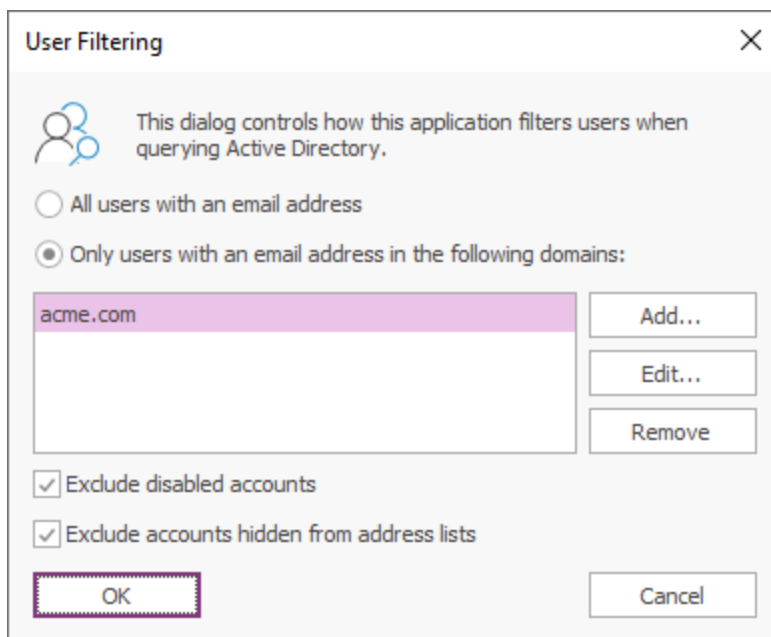 User Filtering
This dialog controls how this application filters users when
querying Active Directory.
All users with an email address
Only users with an email address in the following domains:
acme.com
Add...
Edit...
Remove
Exclude disabled accounts
Exclude accounts hidden from address lists
OK
Cancel